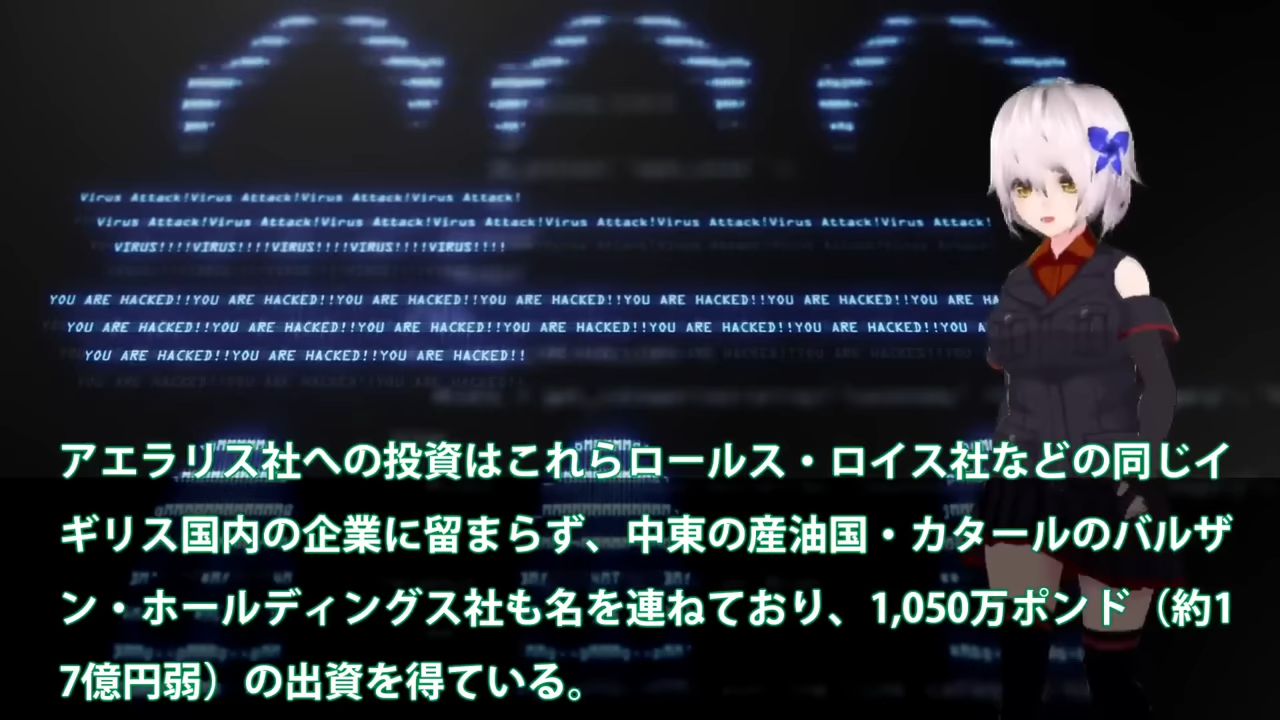 Virus Attack!Virus Attack!Virus Attack!Virus Attack!
Virus Attack!Virus Attack!Virus Attack!Virus Attack!Virus Attack!Virus Attack!Virus Attack!Virus Attack!
VIRUS!!!!VIRUS!!!!VIRUS!!!!VIRUS!!!!VIRUS!!!!
YOU ARE HACKED!!YOU ARE HACKED!!YOU ARE HACKED!!YOU ARE HACKED!!YOU ARE HACKED!!YOU ARE HACKED!!YOU ARE HA
YOU ARE HACKED!!YOU ARE HACKED!!YOU ARE HACKED!!YOU ARE HACKED!!YOU ARE HACKED!!YOU ARE HACKED!!YOU A
YOU ARE HACKED!!YOU ARE HACKED!!YOU ARE HACKED!!
アエラリス社への投資はこれらロールス・ロイス社などの同じイ
ギリス国内の企業に留まらず、中東の産油国・カタールのバルザ
ン・ホールディングス社も名を連ねており、1,050万ポンド（約1
7億円弱）の出資を得ている。